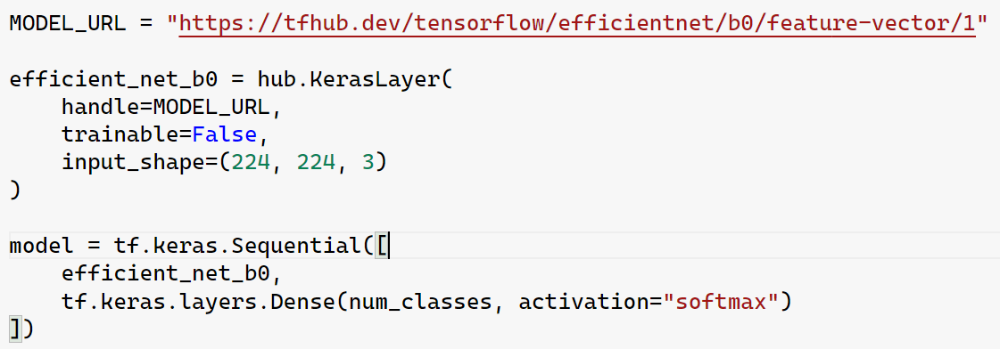 MODEL_URL = "https://tfhub.dev/tensorflow/efficientnet/b0/feature-vector/1"

efficient_net_b0 = hub.KerasLayer(
    handle=MODEL_URL,
    trainable=False,
    input_shape=(224, 224, 3)
)

model = tf.keras.Sequential([
    efficient_net_b0,
    tf.keras.layers.Dense(num_classes, activation="softmax")
])